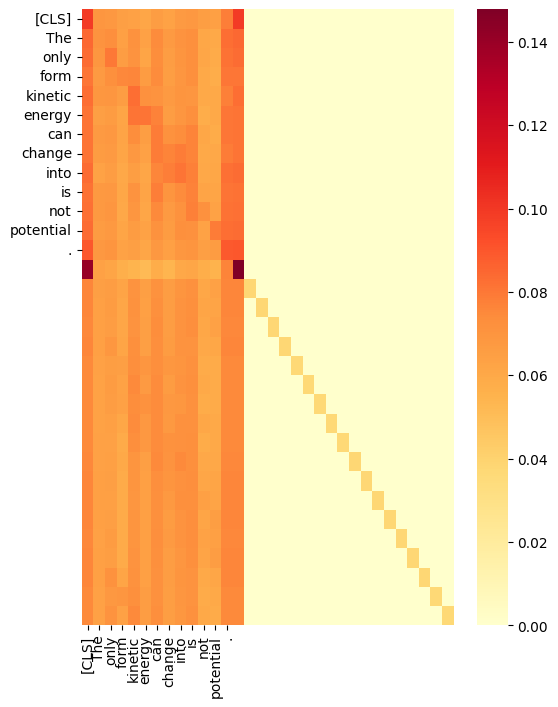 [CLS]
The
only
form
kinetic
energy
can
change
into
is
not
potential
.
0.14
0.12
0.10
0.08
0.06
0.04
0.02
0.00
[CLS]
The
only
form
kinetic
energy
can
change
into
is
not
potential
.